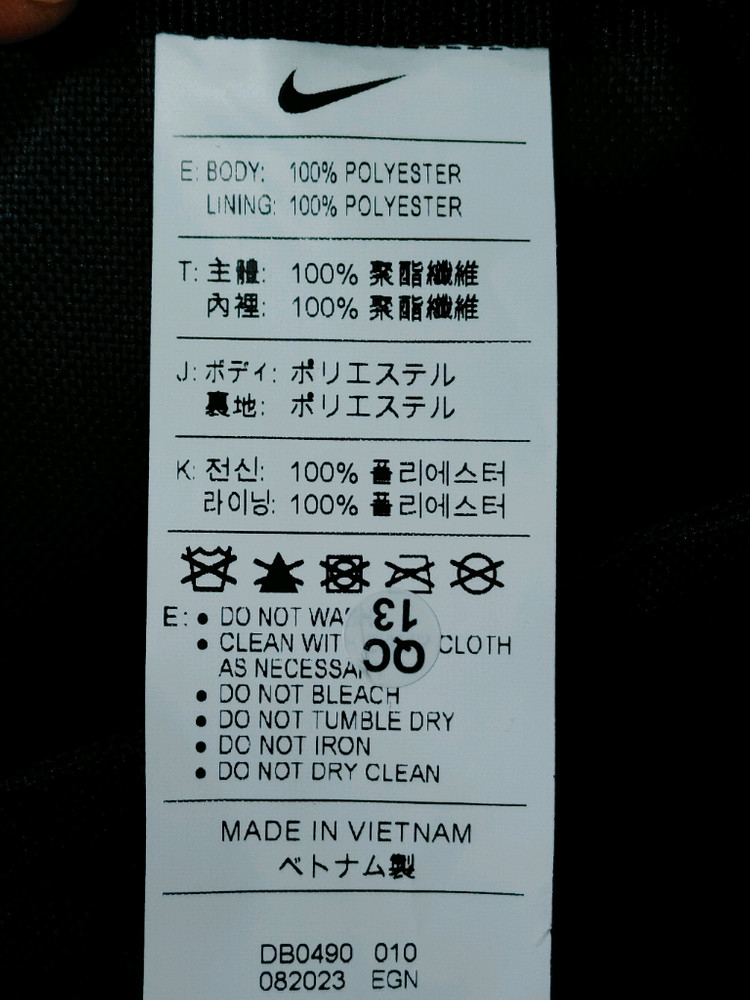 E: BODY: 100% POLYESTER
LINING: 100% POLYESTER
T: 主體: 100% 聚酯纖維
內裡: 100% 聚酯纖維
J: ボディ: ポリエステル
裏地: ポリエステル
K: 전신: 100% 폴리에스터
라이닝: 100% 폴리에스터
E: • DO NOT
• CLEAN CLOTH
AS
QC 13
• DO NOT BLEACH
• DO NOT TUMBLE DRY
• DO NOT IRON
• DO NOT DRY CLEAN
MADE IN VIETNAM
ベトナム製
DB0490 010
082023 EGN